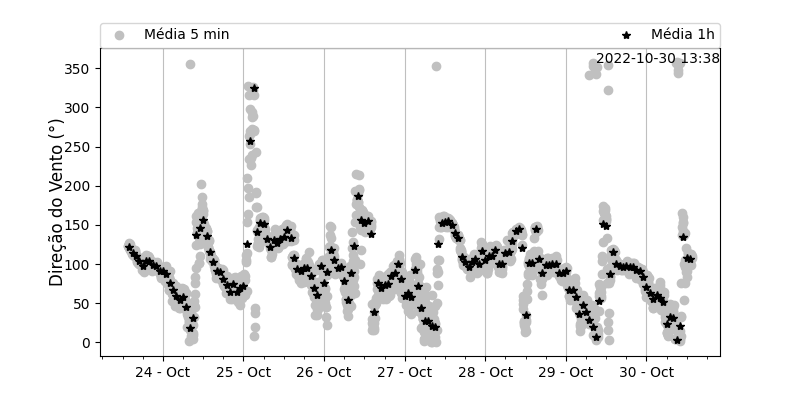 Média 5 min
Média 1h
2022-10-30 13:38
Direção do Vento (°)
350
300
250
200
150
100
50
0
24 - Oct
25 - Oct
26 - Oct
27 - Oct
28 - Oct
29 - Oct
30 - Oct